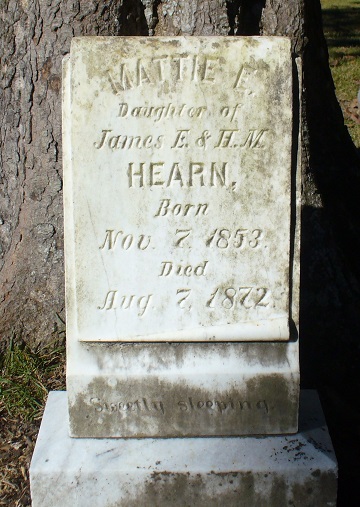 MATTIE E.
Daughter of
James E. & H. M.
HEARN,
Born
Nov. 7, 1853.
Died
Aug. 7, 1872.
Sweetly sleeping.